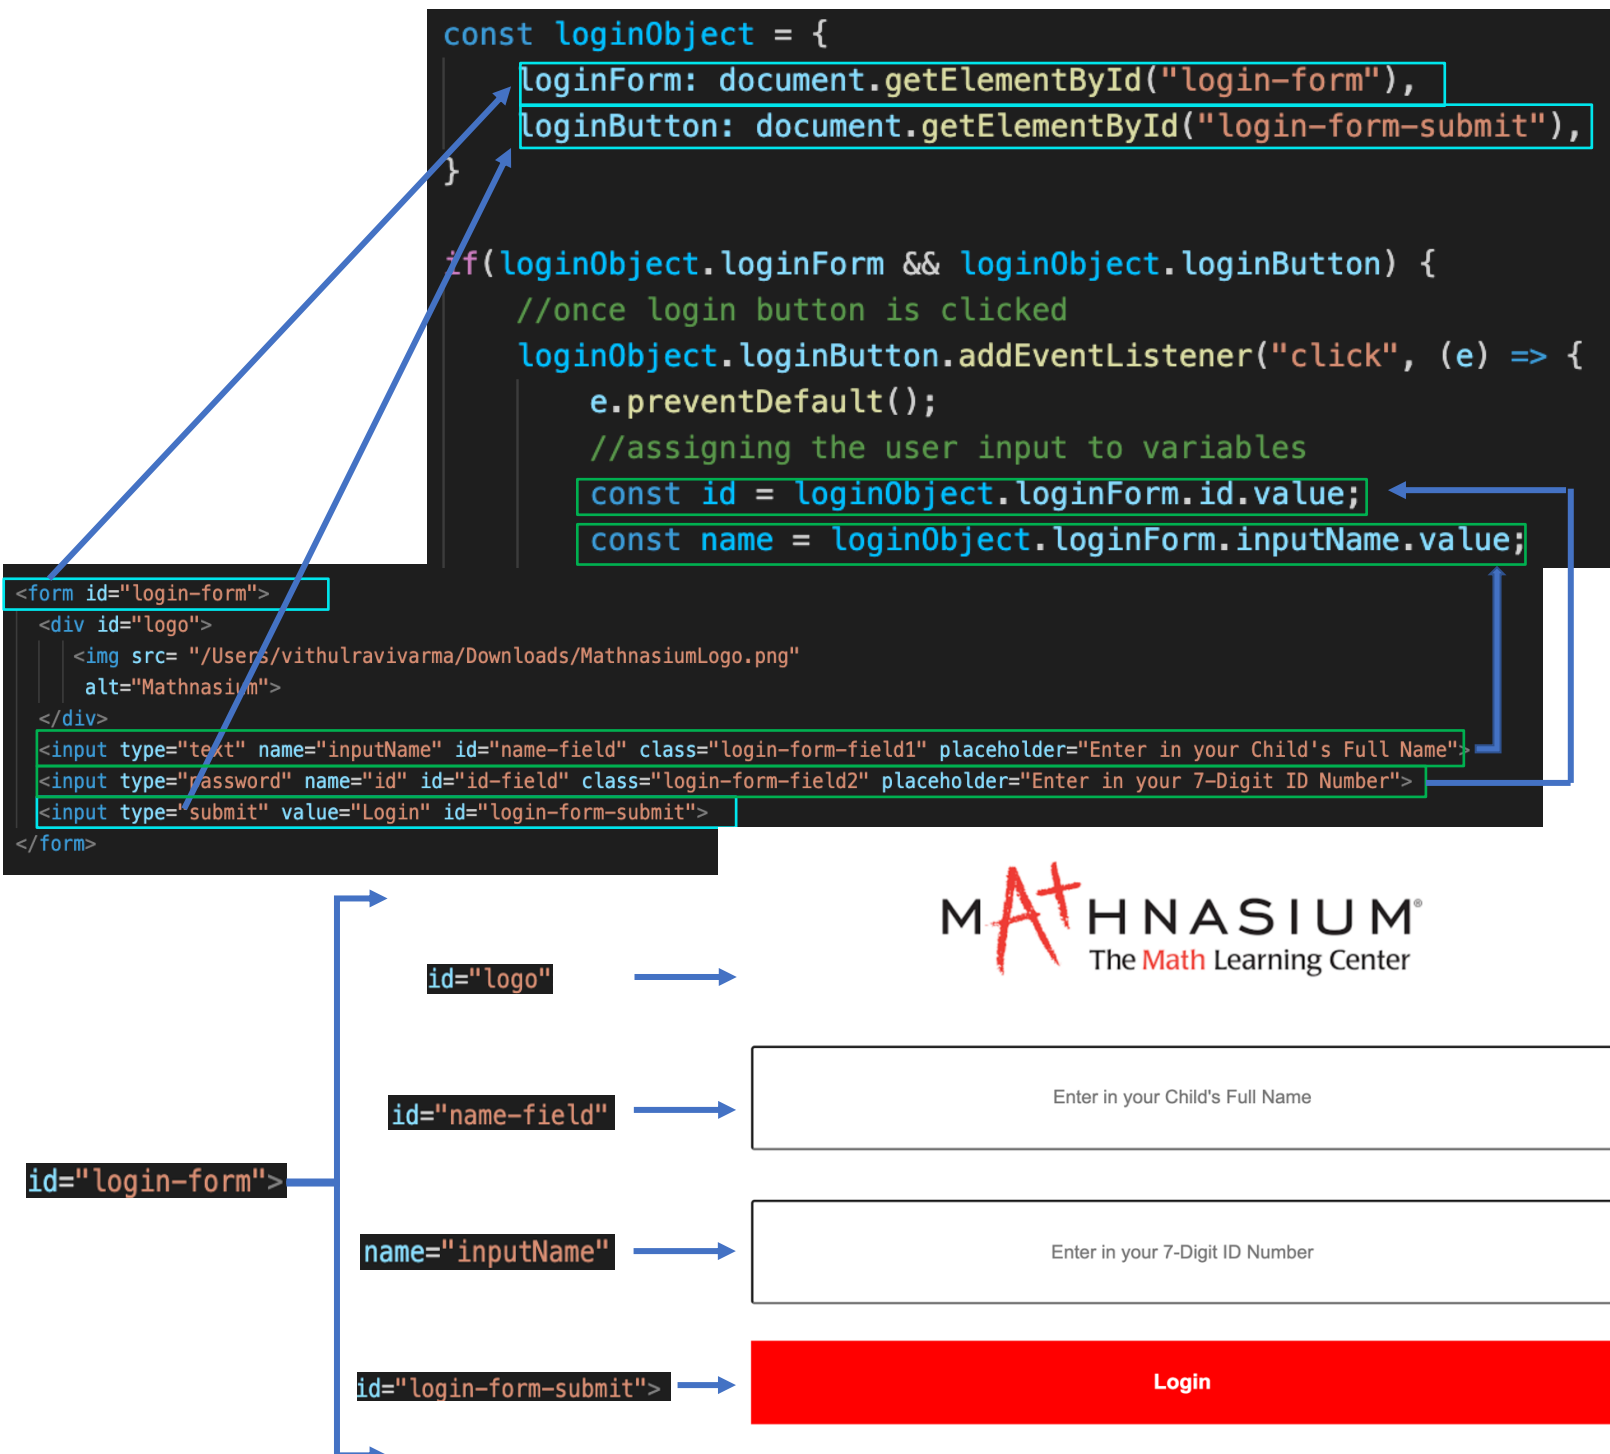 const loginObject = {
loginForm: document.getElementById("login-form"),
loginButton: document.getElementById("login-form-submit"),
}
if(loginObject.loginForm && loginObject.loginButton) {
//once login button is clicked
loginObject.loginButton.addEventListener("click", (e) => {
e.preventDefault();
//assigning the user input to variables
const id = loginObject.loginForm.id.value;
const name = loginObject.loginForm.inputName.value;
<form id="login-form">
<div id="logo">
<img src= "/Users/vithulravivarma/Downloads/MathnasiumLogo.png"
alt="Mathnasium">
</div>
<input type="text" name="inputName" id="name-field" class="login-form-field1" placeholder="Enter in your Child's Full Name">
<input type="password" name="id" id="id-field" class="login-form-field2" placeholder="Enter in your 7-Digit ID Number">
<input type="submit" value="Login" id="login-form-submit">
</form>
MATHNASIUM®
The Math Learning Center
id="logo"
Enter in your Child's Full Name
id="name-field"
id="login-form">
name="inputName"
Enter in your 7-Digit ID Number
id="login-form-submit">
Login